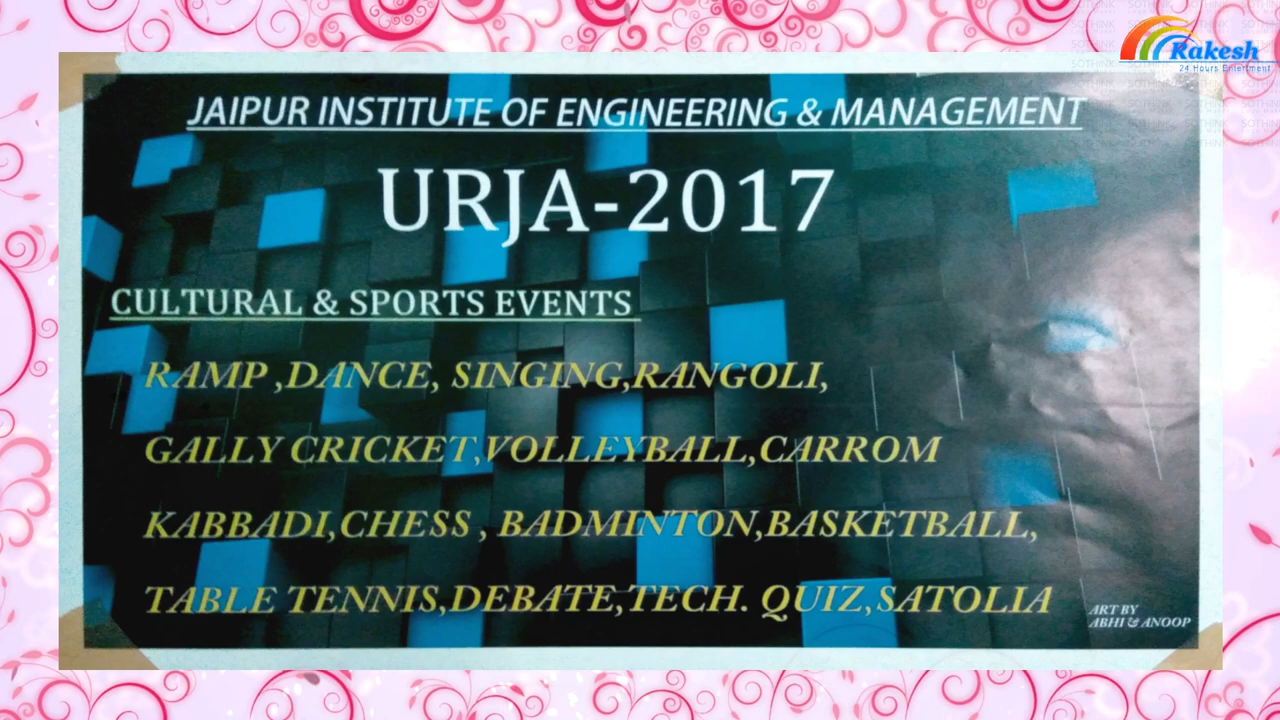 Rakesh
24 Hours Entertment
JAIPUR INSTITUTE OF ENGINEERING & MANAGEMENT
URJA-2017
CULTURAL & SPORTS EVENTS
RAMP ,DANCE, SINGING,RANGOLI,
GALLY CRICKET,VOLLEYBALL,CARROM
KABBADI,CHESS , BADMINTON,BASKETBALL,
TABLE TENNIS,DEBATE,TECH. QUIZ,SATOLIA
ART BY
ABHI & ANOOP